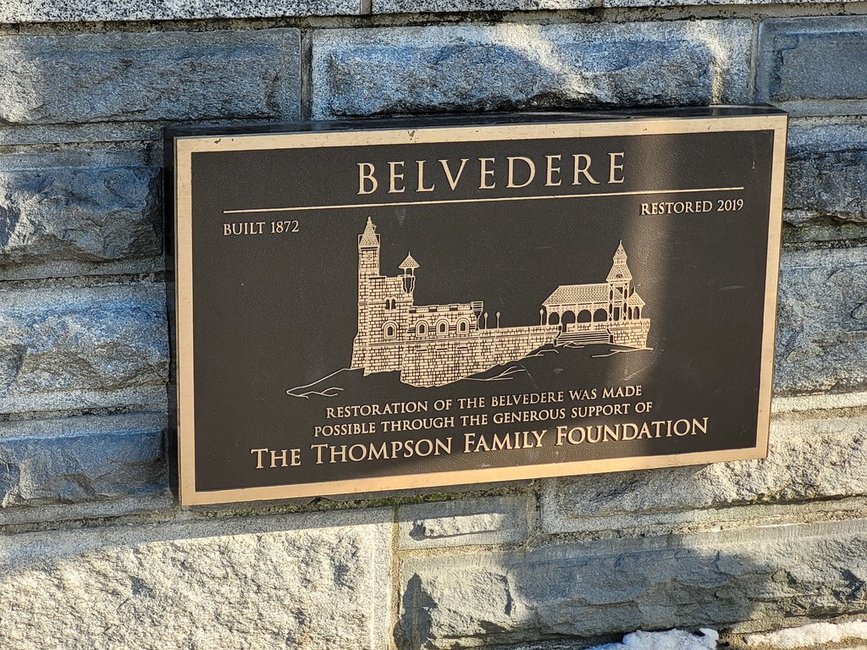 BELVEDERE
BUILT 1872
RESTORED 2019
RESTORATION OF THE BELVEDERE WAS MADE
POSSIBLE THROUGH THE GENEROUS SUPPORT OF
THE THOMPSON FAMILY FOUNDATION